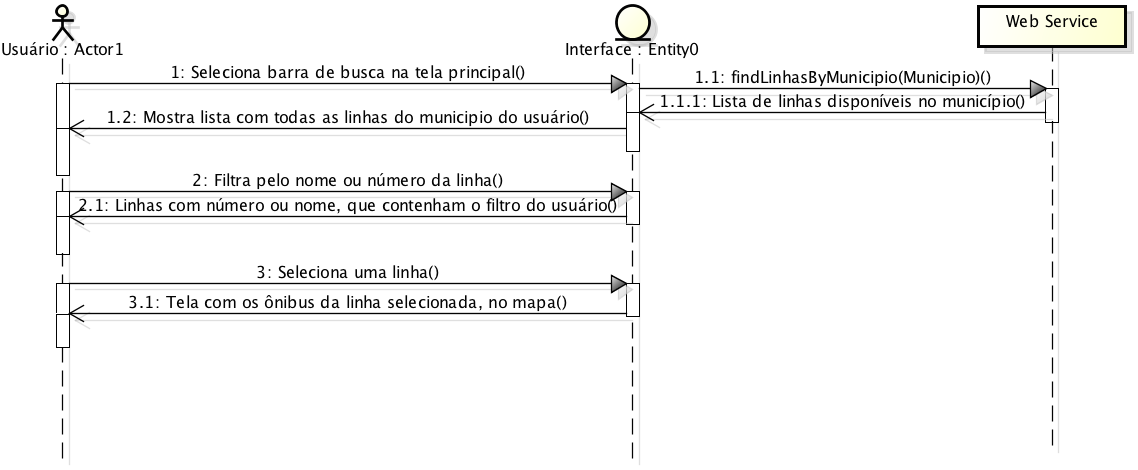 Usuário : Actor1
Interface : Entity0
Web Service
1: Seleciona barra de busca na tela principal()
1.1: findLinhasByMunicipio(Municipio)()
1.1.1: Lista de linhas disponíveis no município()
1.2: Mostra lista com todas as linhas do municipio do usuário()
2: Filtra pelo nome ou número da linha()
2.1: Linhas com número ou nome, que contenham o filtro do usuário()
3: Seleciona uma linha()
3.1: Tela com os ônibus da linha selecionada, no mapa()